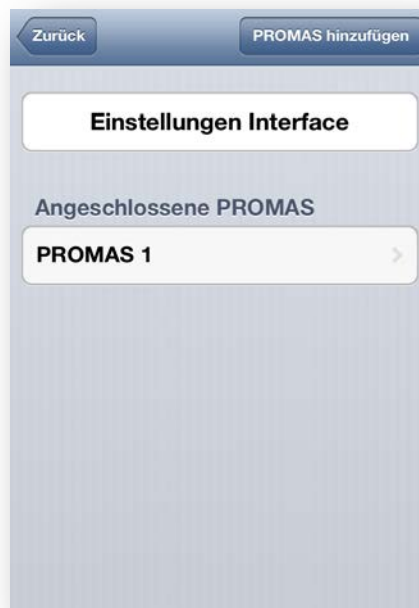 Zurück
PROMAS hinzufügen
Einstellungen Interface
Angeschlossene PROMAS
PROMAS 1